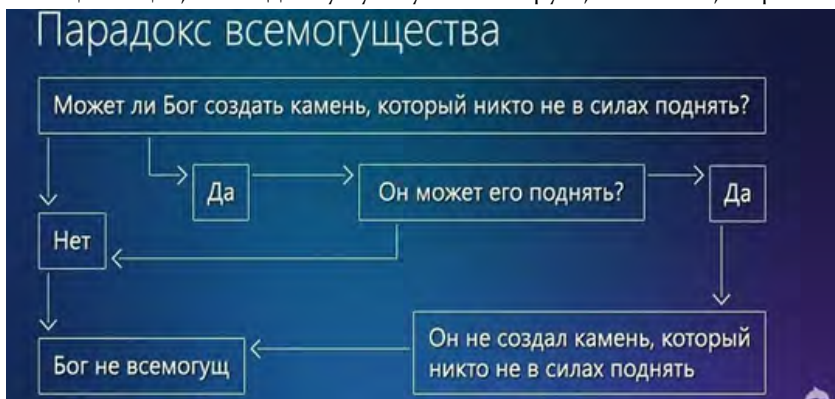 Парадокс всемогущества
Может ли Бог создать камень, который никто не в силах поднять?
Да
Он может его поднять?
Да
Нет
Он не создал камень, который
никто не в силах поднять
Бог не всемогущ